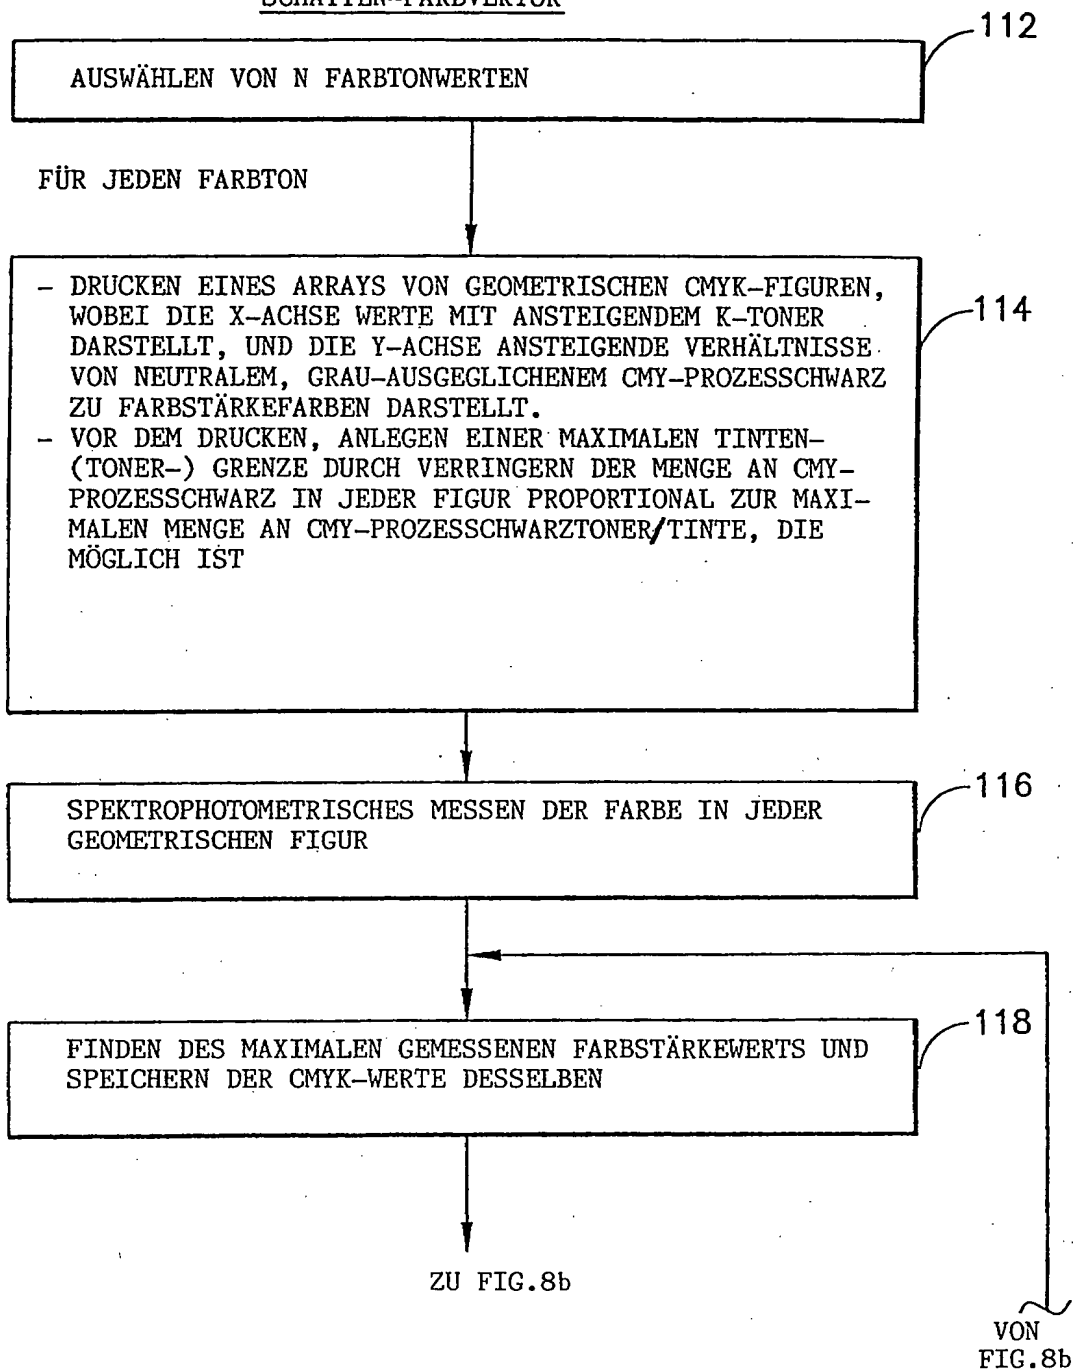 SCHATTEN-FARBVEKTOR
112
AUSWÄHLEN VON N FARBTONWERTEN
FÜR JEDEN FARBTON
114
– DRUCKEN EINES ARRAYS VON GEOMETRISCHEN CMYK-FIGUREN,
WOBEI DIE X-ACHSE WERTE MIT ANSTEIGENDEM K-TONER
DARSTELLT, UND DIE Y-ACHSE ANSTEIGENDE VERHÄLTNISSE
VON NEUTRALEM, GRAU-AUSGEGLICHENEM CMY-PROZESSCHWARZ
ZU FARBSTÄRKEFARBEN DARSTELLT.
– VOR DEM DRUCKEN, ANLEGEN EINER MAXIMALEN TINTEN-
(TONER-) GRENZE DURCH VERRINGERN DER MENGE AN CMY-
PROZESSCHWARZ IN JEDER FIGUR PROPORTIONAL ZUR MAXI-
MALEN MENGE AN CMY-PROZESSCHWARZTONER/TINTE, DIE
MÖGLICH IST
116
SPEKTROPHOTOMETRISCHES MESSEN DER FARBE IN JEDER
GEOMETRISCHEN FIGUR
118
FINDEN DES MAXIMALEN GEMESSENEN FARBSTÄRKEWERTS UND
SPEICHERN DER CMYK-WERTE DESSELBEN
ZU FIG.8b
VON
FIG.8b